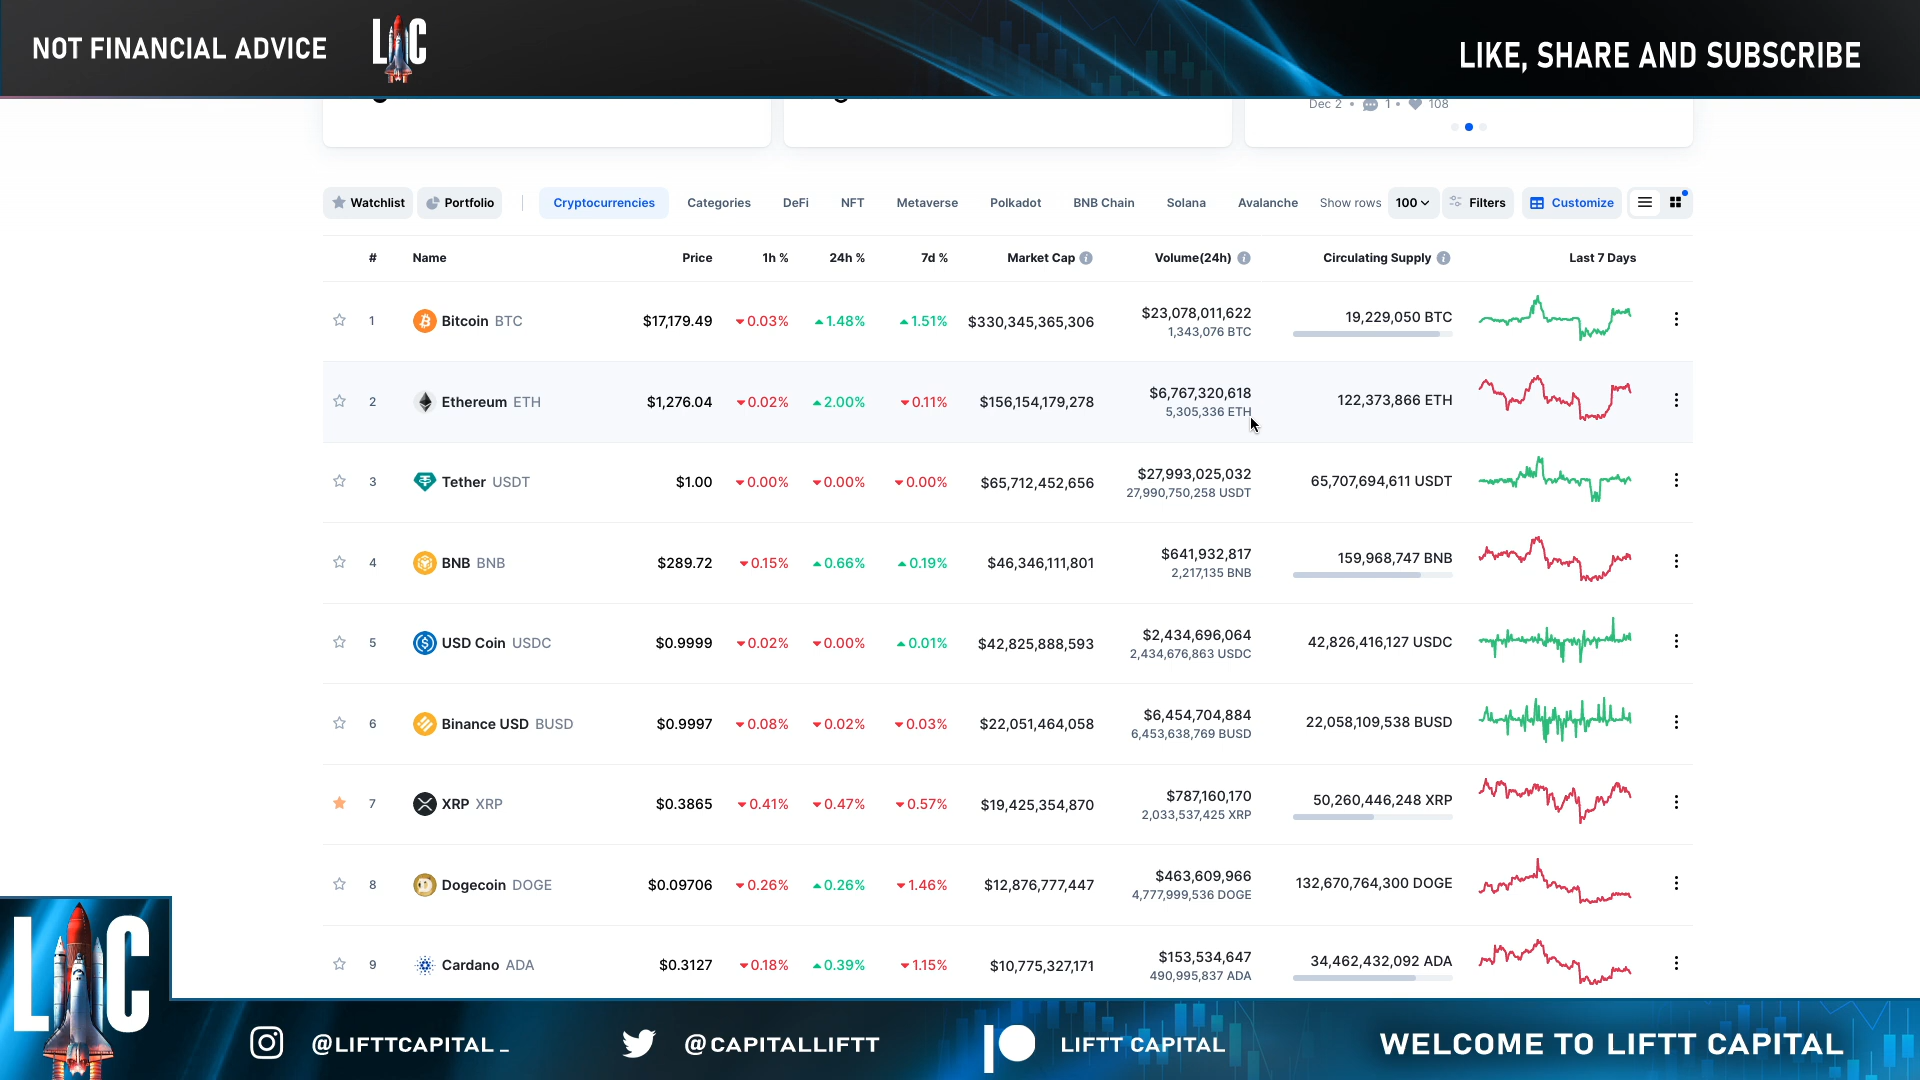 NOT FINANCIAL ADVICE
LC
LIKE, SHARE AND SUBSCRIBE
Dec 2 • 1 • 108
Watchlist Portfolio Cryptocurrencies Categories DeFi NFT Metaverse Polkadot BNB Chain Solana Avalanche Show rows 100 Filters Customize
# Name Price 1h % 24h % 7d % Market Cap Volume(24h) Circulating Supply Last 7 Days
1 Bitcoin BTC $17,179.49 0.03% 1.48% 1.51% $330,345,365,306 $23,078,011,622 19,229,050 BTC
1,343,076 BTC
2 Ethereum ETH $1,276.04 0.02% 2.00% 0.11% $156,154,179,278 $6,767,320,618 122,373,866 ETH
5,305,336 ETH
3 Tether USDT $1.00 0.00% 0.00% 0.00% $65,712,452,656 $27,993,025,032 65,707,694,611 USDT
27,990,750,258 USDT
4 BNB BNB $289.72 0.15% 0.66% 0.19% $46,346,111,801 $641,932,817 159,968,747 BNB
2,217,135 BNB
5 USD Coin USDC $0.9999 0.02% 0.00% 0.01% $42,825,888,593 $2,434,696,064 42,826,416,127 USDC
2,434,676,863 USDC
6 Binance USD BUSD $0.9997 0.08% 0.02% 0.03% $22,051,464,058 $6,454,704,884 22,058,109,538 BUSD
6,453,638,769 BUSD
7 XRP XRP $0.3865 0.41% 0.47% 0.57% $19,425,354,870 $787,160,170 50,260,446,248 XRP
2,033,537,425 XRP
8 Dogecoin DOGE $0.09706 0.26% 0.26% 1.46% $12,876,777,447 $463,609,966 132,670,764,300 DOGE
4,777,999,536 DOGE
9 Cardano ADA $0.3127 0.18% 0.39% 1.15% $10,775,327,171 $153,534,647 34,462,432,092 ADA
490,995,837 ADA
LC
@LIFTTCAPITAL_ @CAPITALLIFTT LIFTT CAPITAL WELCOME TO LIFTT CAPITAL